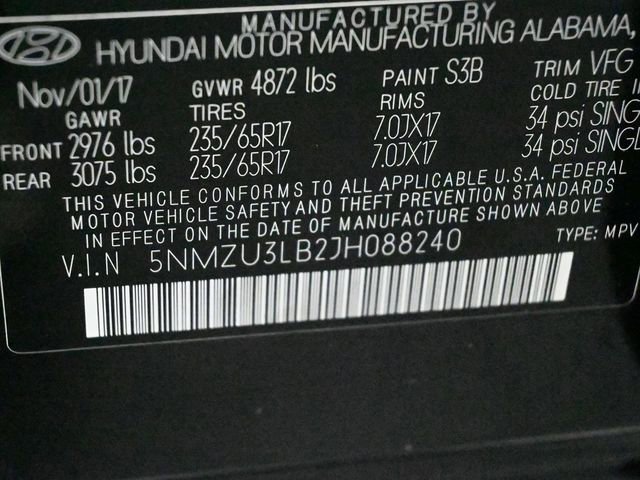 MANUFACTURED BY
HYUNDAI MOTOR MANUFACTURING ALABAMA,
Nov/01/17 GVWR 4872 lbs PAINT S3B TRIM VFG
GAWR TIRES RIMS COLD TIRE
FRONT 2976 lbs 235/65R17 7.0JX17 34 psi SING
REAR 3075 lbs 235/65R17 7.0JX17 34 psi SINGL
THIS VEHICLE CONFORMS TO ALL APPLICABLE U.S.A. FEDERAL
MOTOR VEHICLE SAFETY AND THEFT PREVENTION STANDARDS
IN EFFECT ON THE DATE OF MANUFACTURE SHOWN ABOVE
V.I.N 5NMZU3LB2JH088240 TYPE: MPV